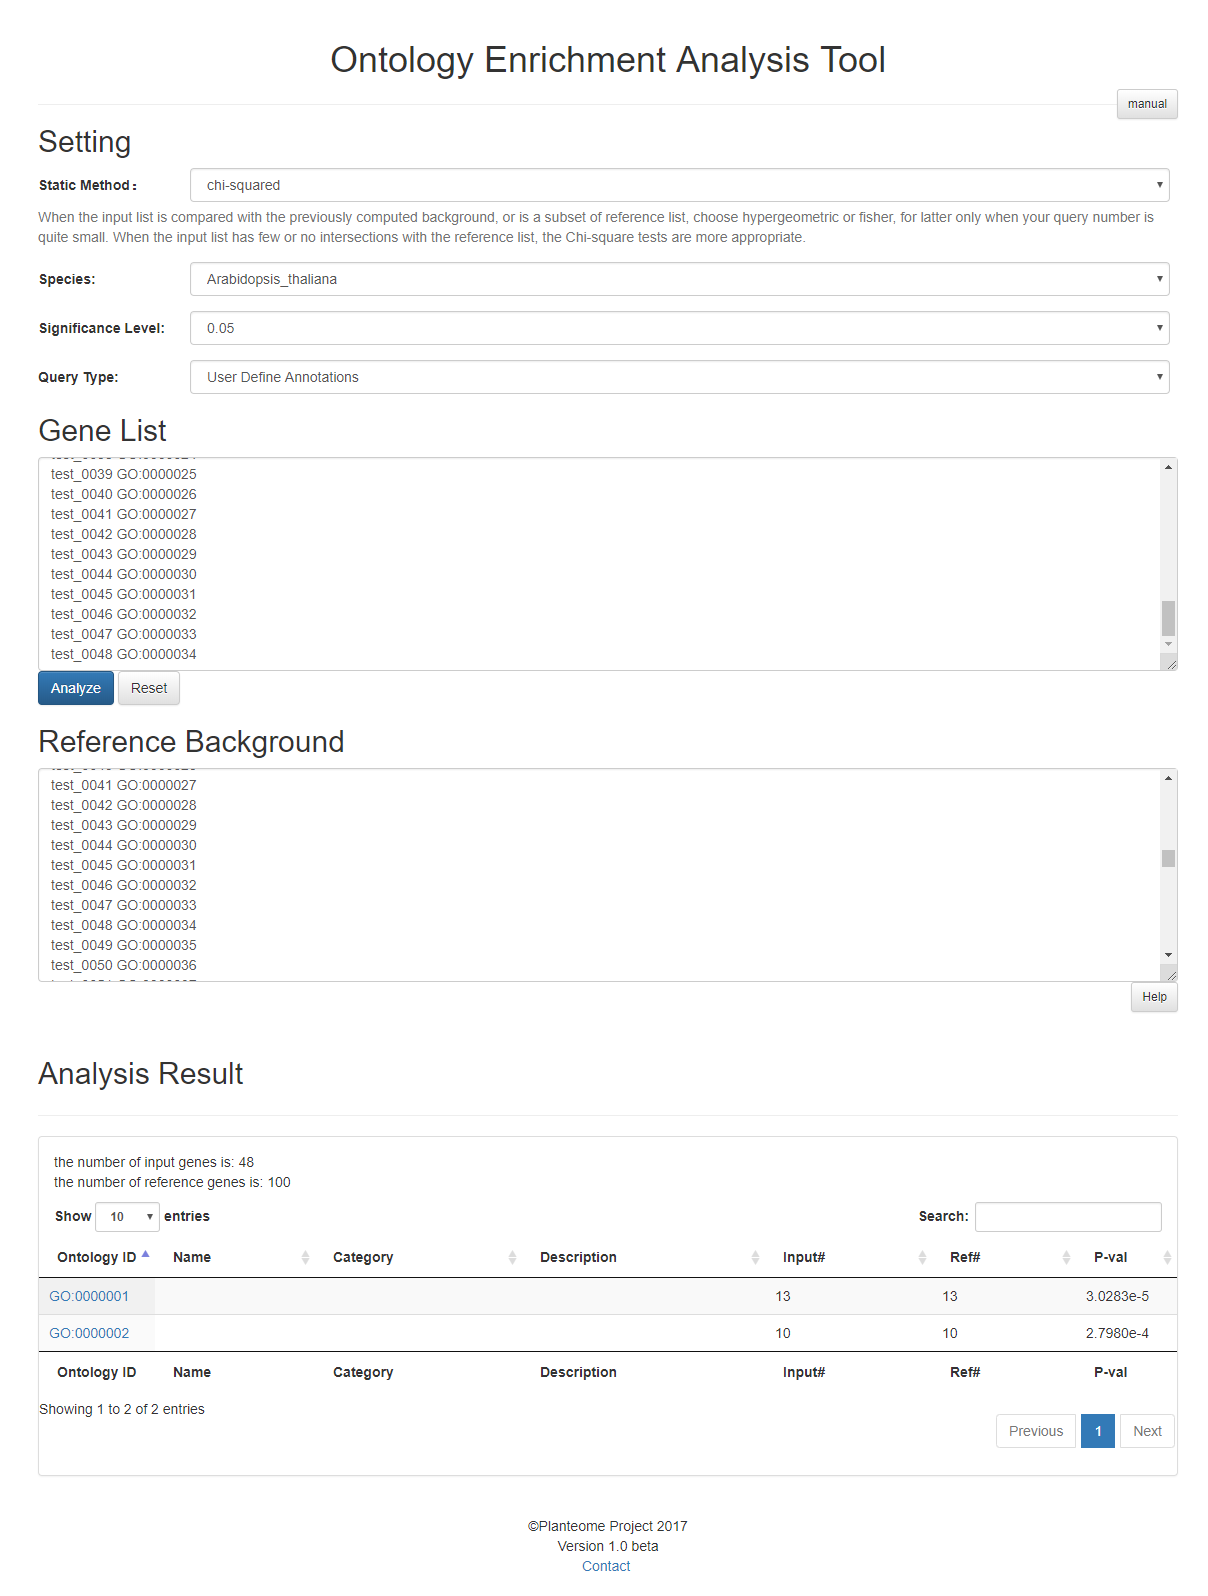 Ontology Enrichment Analysis Tool
manual
Setting
Static Method: chi-squared
When the input list is compared with the previously computed background, or is a subset of reference list, choose hypergeometric or fisher, for latter only when your query number is
quite small. When the input list has few or no intersections with the reference list, the Chi-square tests are more appropriate.
Species: Arabidopsis_thaliana
Significance Level: 0.05
Query Type: User Define Annotations
Gene List
test_0039 GO:0000025
test_0040 GO:0000026
test_0041 GO:0000027
test_0042 GO:0000028
test_0043 GO:0000029
test_0044 GO:0000030
test_0045 GO:0000031
test_0046 GO:0000032
test_0047 GO:0000033
test_0048 GO:0000034
Analyze Reset
Reference Background
test_0041 GO:0000027
test_0042 GO:0000028
test_0043 GO:0000029
test_0044 GO:0000030
test_0045 GO:0000031
test_0046 GO:0000032
test_0047 GO:0000033
test_0048 GO:0000034
test_0049 GO:0000035
test_0050 GO:0000036
Help
Analysis Result
the number of input genes is: 48
the number of reference genes is: 100
Show 10 entries Search:
Ontology ID Name Category Description Input# Ref# P-val
GO:0000001 13 13 3.0283e-5
GO:0000002 10 10 2.7980e-4
Ontology ID Name Category Description Input# Ref# P-val
Showing 1 to 2 of 2 entries
Previous 1 Next
©Planteome Project 2017
Version 1.0 beta
Contact